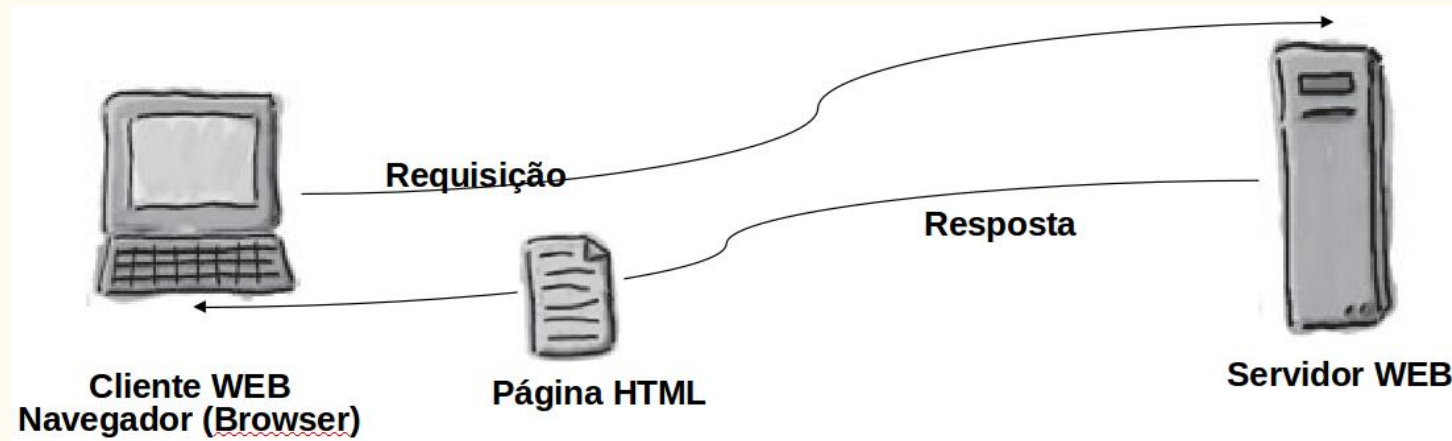 Requisição
Resposta
Cliente WEB
Navegador (Browser)
Página HTML
Servidor WEB